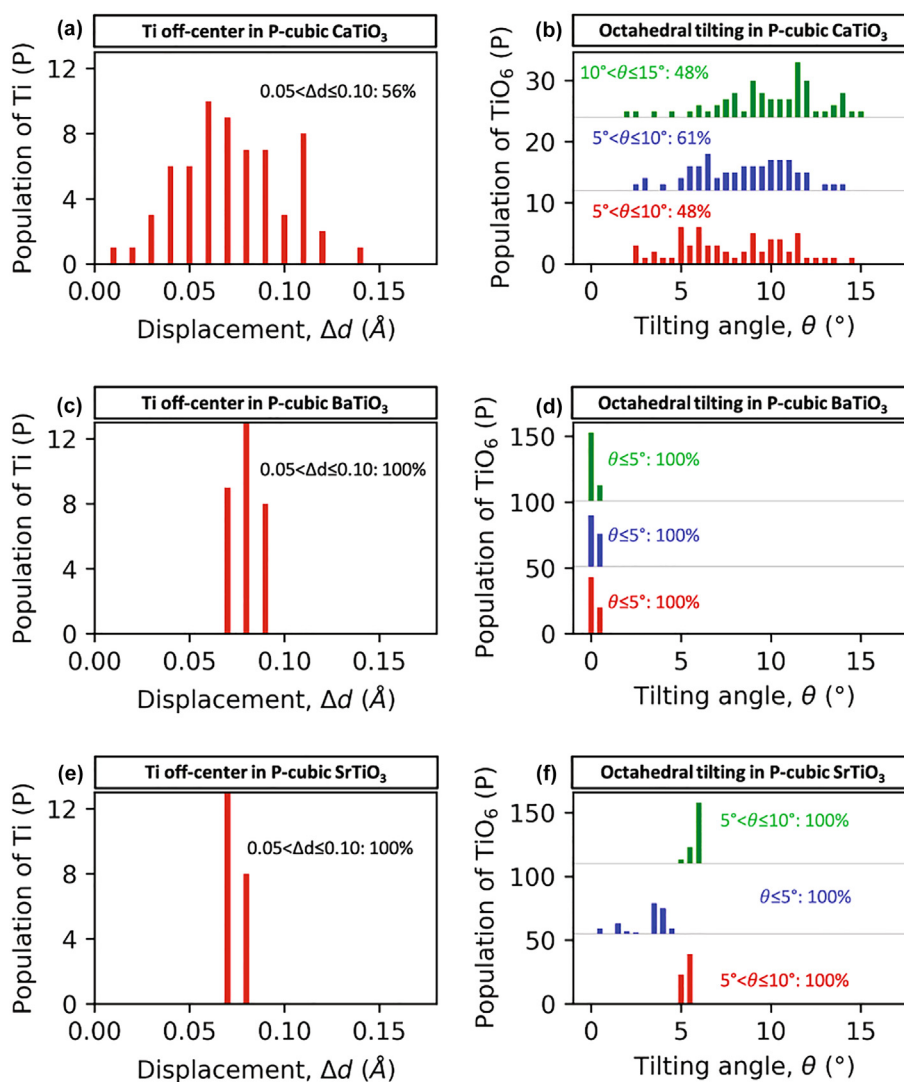 (a) Ti off-center in P-cubic CaTiO₃
Population of Ti (P)
12
8
4
0
0.05<Δd≤0.10: 56%
0.00 0.05 0.10 0.15
Displacement, Δd (Å)
(b) Octahedral tilting in P-cubic CaTiO₃
Population of TiO₆ (P)
30
20
10
0
10°<θ≤15°: 48%
5°<θ≤10°: 61%
5°<θ≤10°: 48%
0 5 10 15
Tilting angle, θ (°)
(c) Ti off-center in P-cubic BaTiO₃
Population of Ti (P)
12
8
4
0
0.05<Δd≤0.10: 100%
0.00 0.05 0.10 0.15
Displacement, Δd (Å)
(d) Octahedral tilting in P-cubic BaTiO₃
Population of TiO₆ (P)
150
100
50
0
θ≤5°: 100%
θ≤5°: 100%
θ≤5°: 100%
0 5 10 15
Tilting angle, θ (°)
(e) Ti off-center in P-cubic SrTiO₃
Population of Ti (P)
12
8
4
0
0.05<Δd≤0.10: 100%
0.00 0.05 0.10 0.15
Displacement, Δd (Å)
(f) Octahedral tilting in P-cubic SrTiO₃
Population of TiO₆ (P)
150
100
50
0
5°<θ≤10°: 100%
θ≤5°: 100%
5°<θ≤10°: 100%
0 5 10 15
Tilting angle, θ (°)